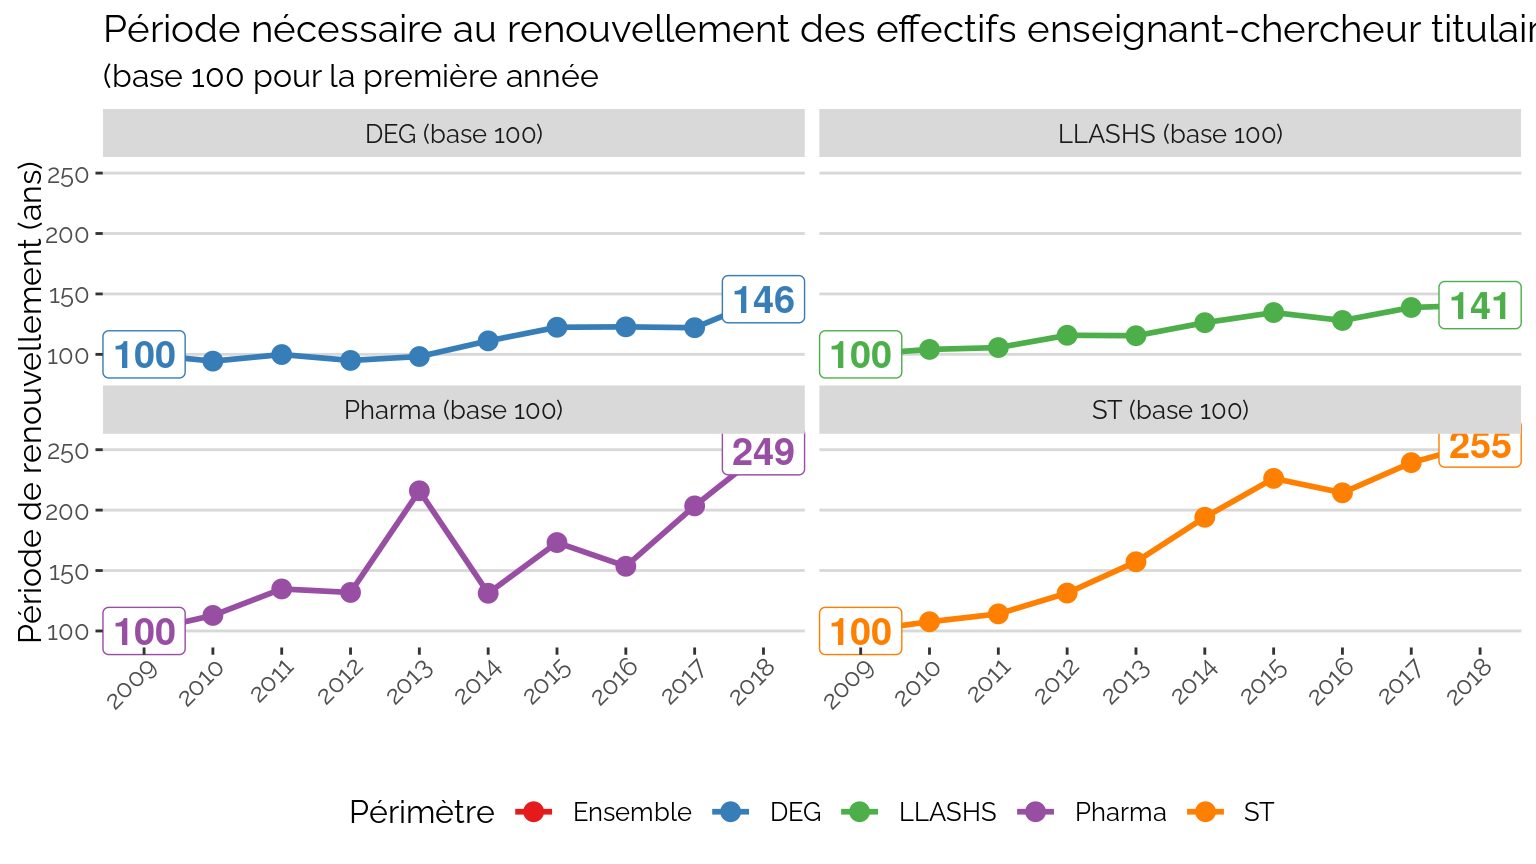 Période nécessaire au renouvellement des effectifs enseignant-chercheur titulair
(base 100 pour la première année
DEG (base 100)
LLASHS (base 100)
Période de renouvellement (ans)
250
200
150
100
100
146
100
141
Pharma (base 100)
ST (base 100)
250
200
150
100
100
249
100
255
2009 2010 2011 2012 2013 2014 2015 2016 2017 2018
2009 2010 2011 2012 2013 2014 2015 2016 2017 2018
Périmètre Ensemble DEG LLASHS Pharma ST